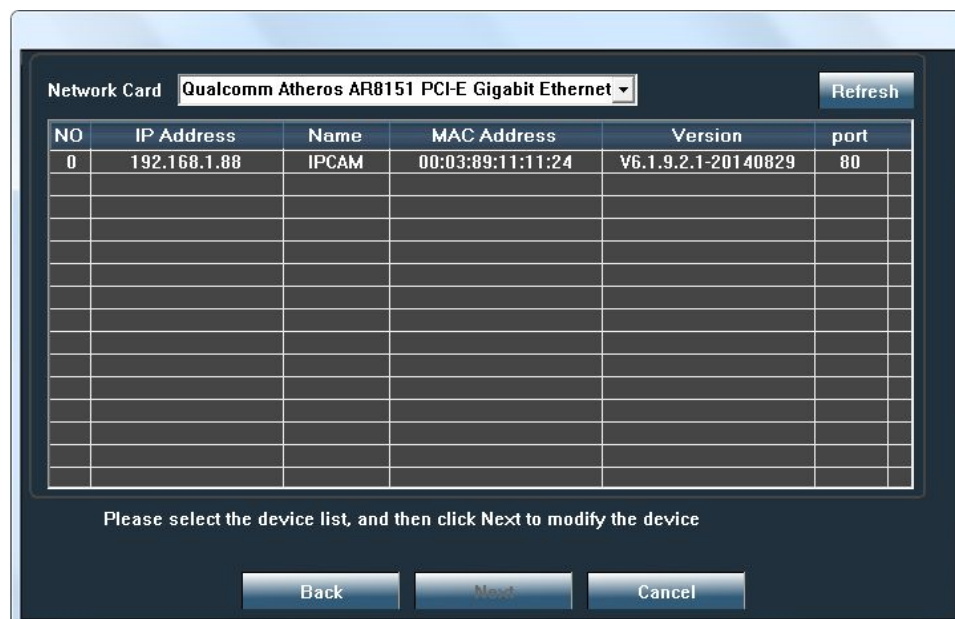 Network Card Qualcomm Atheros AR8151 PCI-E Gigabit Ethernet Refresh
NO IP Address Name MAC Address Version port
0 192.168.1.88 IPCAM 00:03:89:11:11:24 V6.1.9.2.1-20140829 80
Please select the device list, and then click Next to modify the device
Back Next Cancel